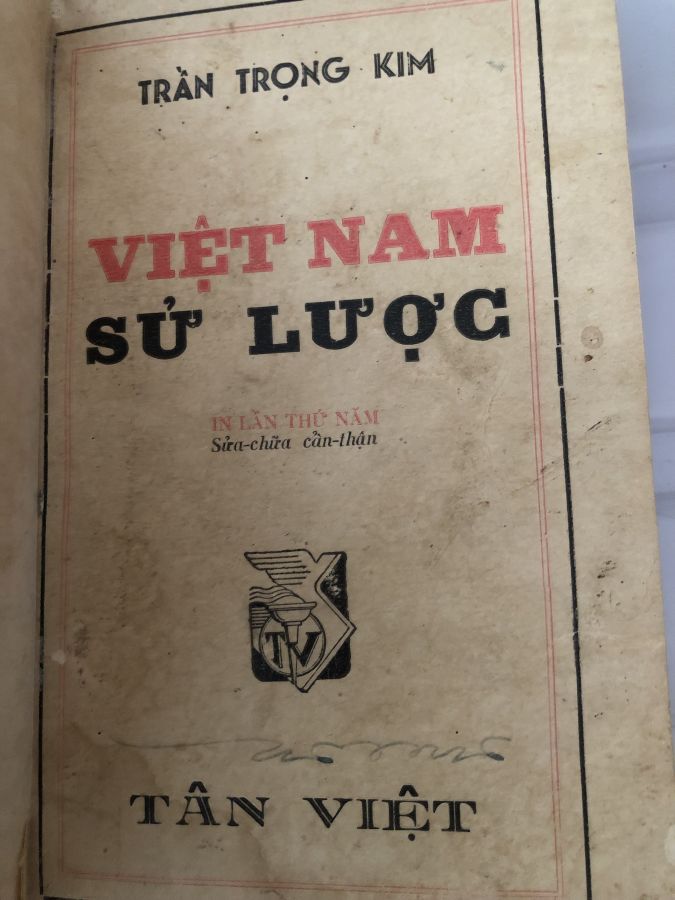 TRẦN TRỌNG KIM
VIỆT NAM
SỬ LƯỢC
IN LẦN THỨ NĂM
Sửa-chữa cẩn-thận
TV
TÂN VIỆT